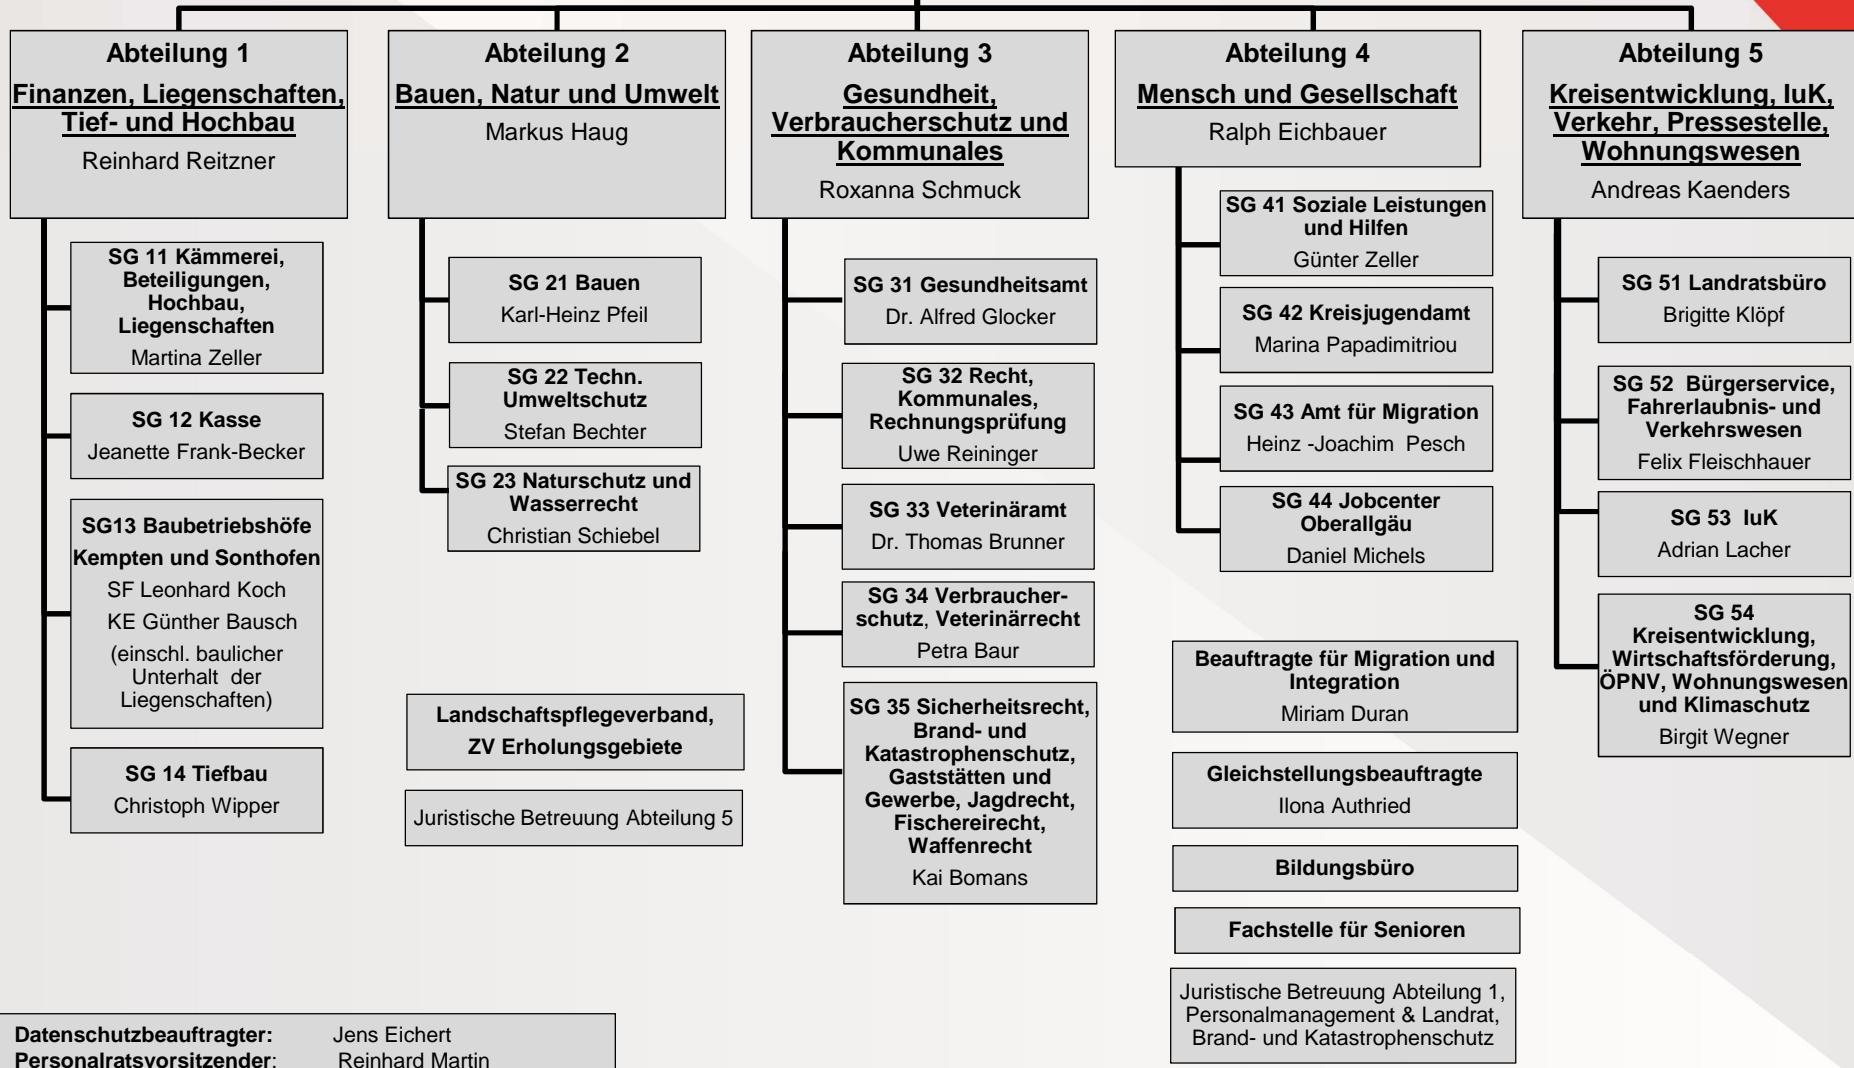 Abteilung 1
Finanzen, Liegenschaften,
Tief- und Hochbau
Reinhard Reitzner
SG 11 Kämmerei,
Beteiligungen,
Hochbau,
Liegenschaften
Martina Zeller
SG 12 Kasse
Jeanette Frank-Becker
SG13 Baubetriebshöfe
Kempten und Sonthofen
SF Leonhard Koch
KE Günther Bausch
(einschl. baulicher
Unterhalt der
Liegenschaften)
SG 14 Tiefbau
Christoph Wipper
Abteilung 2
Bauen, Natur und Umwelt
Markus Haug
SG 21 Bauen
Karl-Heinz Pfeil
SG 22 Techn.
Umweltschutz
Stefan Bechter
SG 23 Naturschutz und
Wasserrecht
Christian Schiebel
Landschaftspflegeverband,
ZV Erholungsgebiete
Juristische Betreuung Abteilung 5
Abteilung 3
Gesundheit,
Verbraucherschutz und
Kommunales
Roxanna Schmuck
SG 31 Gesundheitsamt
Dr. Alfred Glocker
SG 32 Recht,
Kommunales,
Rechnungsprüfung
Uwe Reininger
SG 33 Veterinäramt
Dr. Thomas Brunner
SG 34 Verbraucher-
schutz, Veterinärrecht
Petra Baur
SG 35 Sicherheitsrecht,
Brand- und
Katastrophenschutz,
Gaststätten und
Gewerbe, Jagdrecht,
Fischereirecht,
Waffenrecht
Kai Bomans
Abteilung 4
Mensch und Gesellschaft
Ralph Eichbauer
SG 41 Soziale Leistungen
und Hilfen
Günter Zeller
SG 42 Kreisjugendamt
Marina Papadimitriou
SG 43 Amt für Migration
Heinz -Joachim Pesch
SG 44 Jobcenter
Oberallgäu
Daniel Michels
Beauftragte für Migration und
Integration
Miriam Duran
Gleichstellungsbeauftragte
Ilona Authried
Bildungsbüro
Fachstelle für Senioren
Juristische Betreuung Abteilung 1,
Personalmanagement & Landrat,
Brand- und Katastrophenschutz
Abteilung 5
Kreisentwicklung, IuK,
Verkehr, Pressestelle,
Wohnungswesen
Andreas Kaenders
SG 51 Landratsbüro
Brigitte Klöpf
SG 52 Bürgerservice,
Fahrerlaubnis- und
Verkehrswesen
Felix Fleischhauer
SG 53 IuK
Adrian Lacher
SG 54
Kreisentwicklung,
Wirtschaftsförderung,
ÖPNV, Wohnungswesen
und Klimaschutz
Birgit Wegner
Datenschutzbeauftragter: Jens Eichert
Personalratsvorsitzender: Reinhard Martin